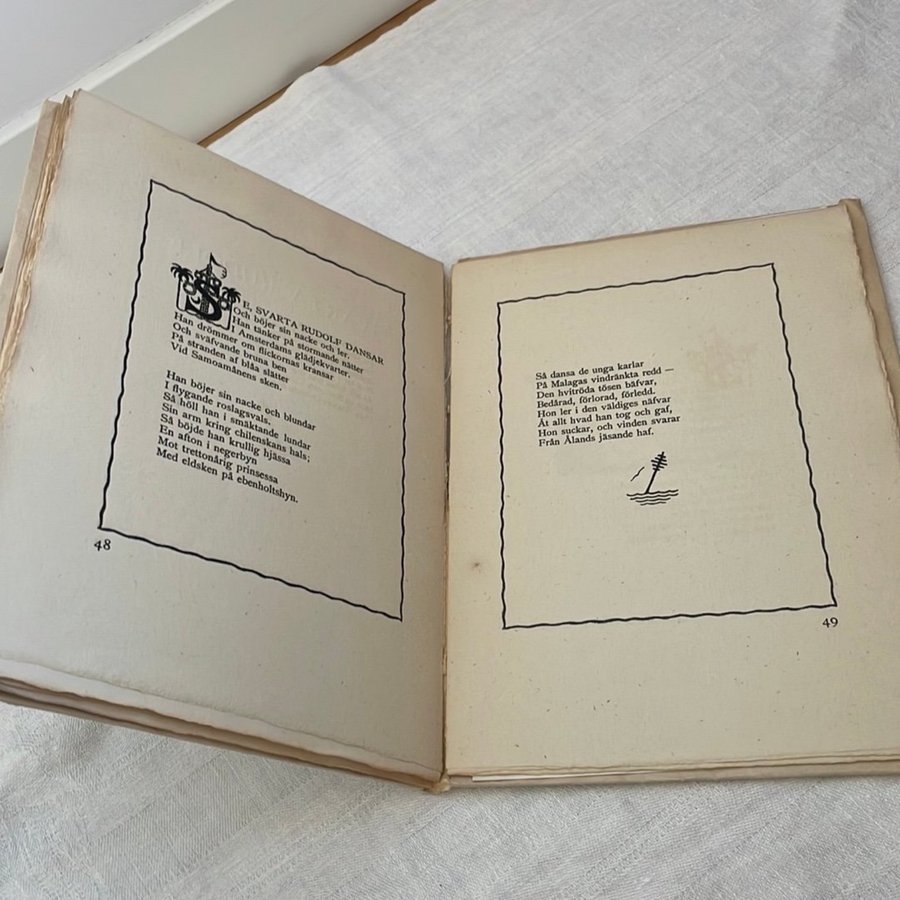 SE, SVARTA RUDOLF DANSAR
Och böjer sin nacke och ler.
Han tänker på stormande nätter
I Amsterdams glädjekvarter.
Han drömmer om flickornas kransar
Och sväfvande bruna ben
På stranden af blåa slätter
Vid Samoamånens sken.
Han böjer sin nacke och blundar
I flygande roslagsvals.
Så höll han i smäktande lundar
Sin arm kring chilenskans hals;
Så böjde han krullig hjässa
En afton i negerbyn
Mot trettonårig prinsessa
Med eldsken på ebenholtshyn.
48
Så dansa de unga karlar
På Malagas vindränkta redd —
Den hvitröda tösen bäfvar,
Bedårad, förlorad, förledd.
Hon ler i den väldiges näfvar
Åt allt hvad han tog och gaf,
Hon suckar, och vinden svarar
Från Ålands jäsande haf.
49